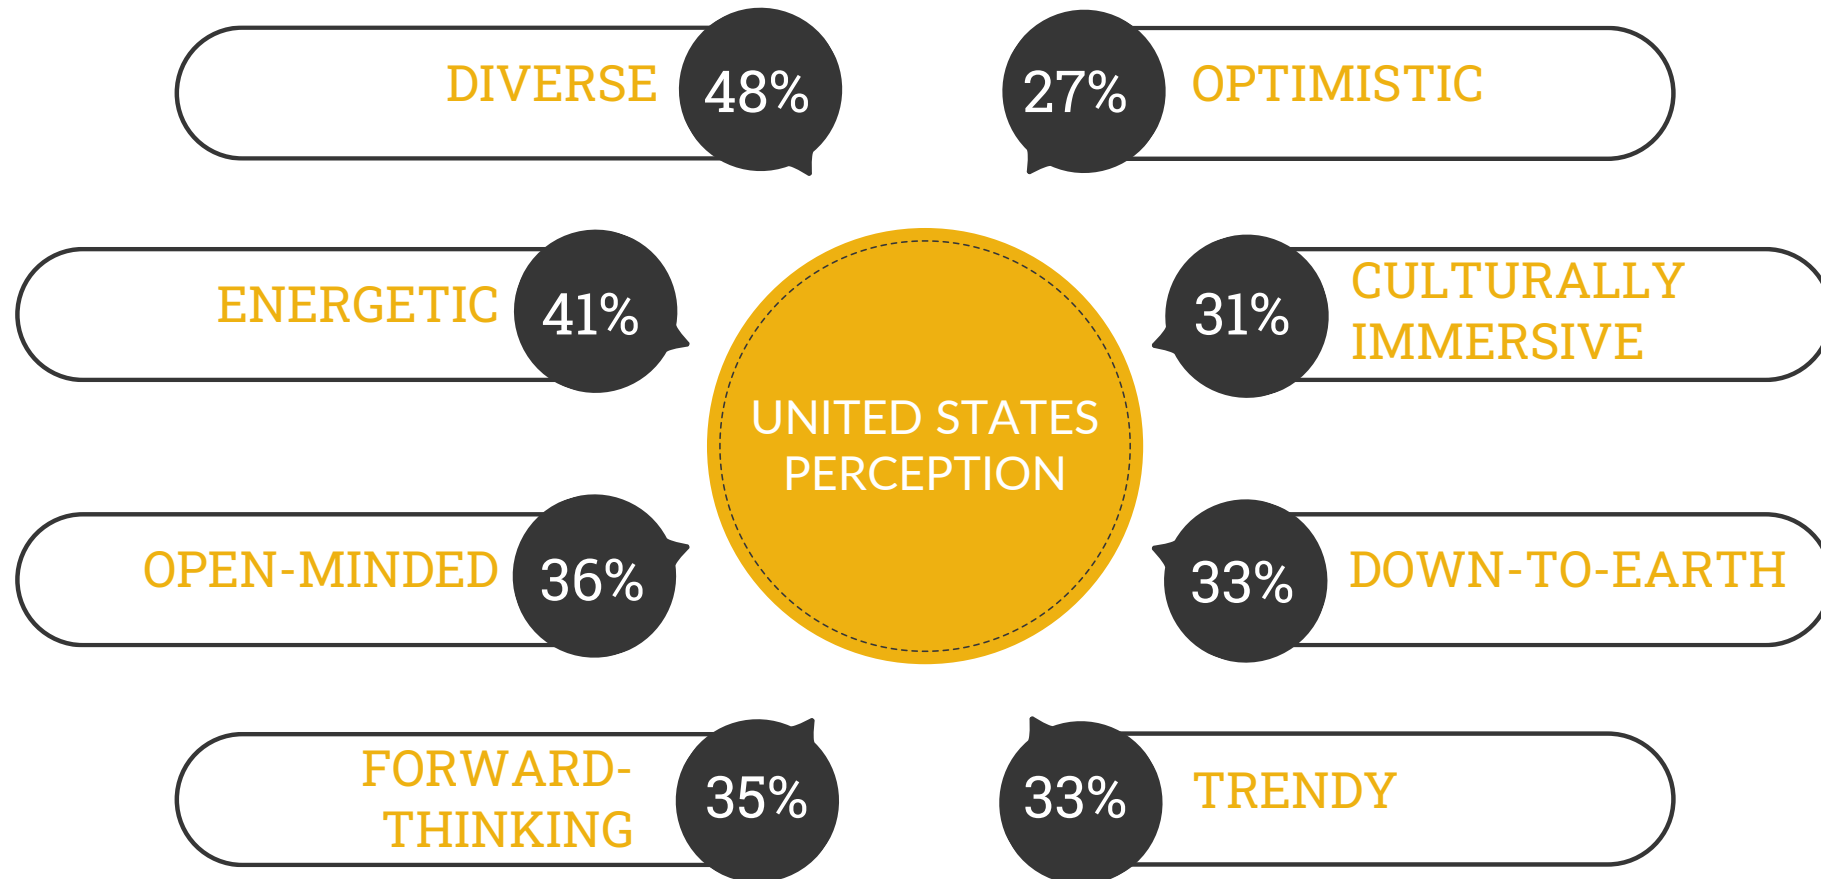 DIVERSE 48%
27% OPTIMISTIC
ENERGETIC 41%
31% CULTURALLY
IMMERSIVE
UNITED STATES
PERCEPTION
OPEN-MINDED 36%
33% DOWN-TO-EARTH
FORWARD-
THINKING
35%
33% TRENDY